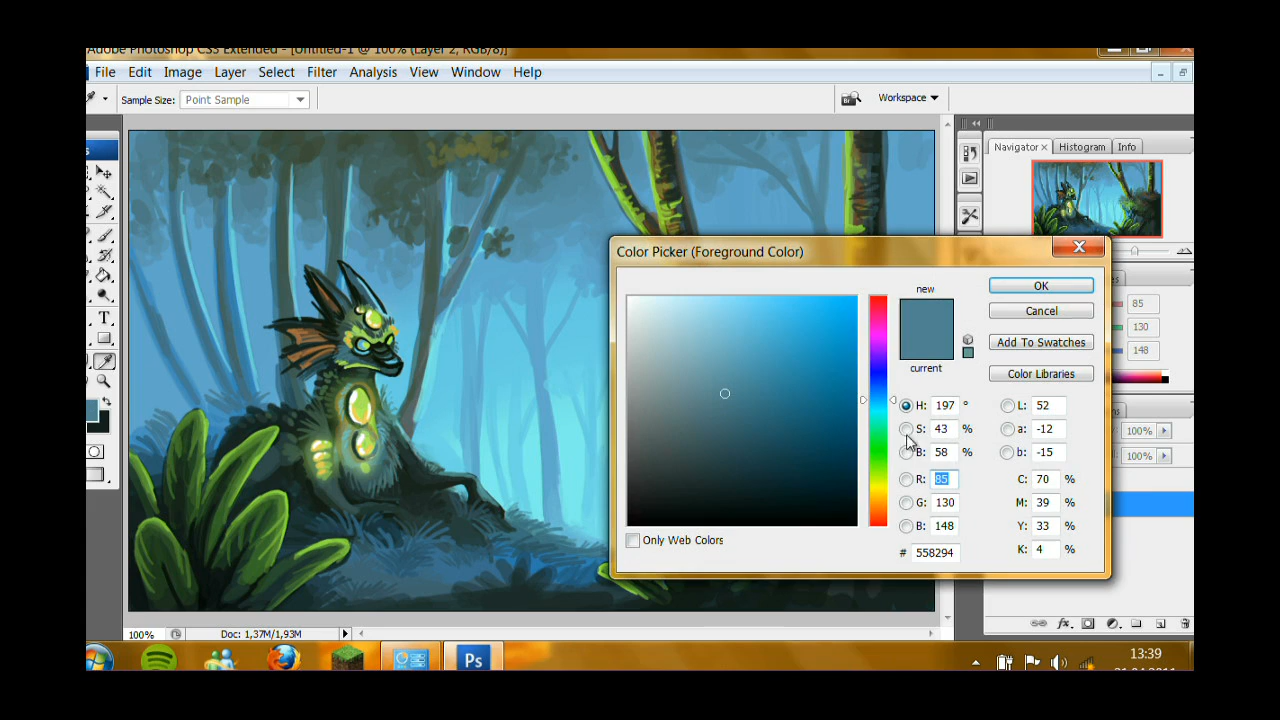 Adobe Photoshop CS5 Extended - [Untitled-1 @ 100% (Layer 2, RGB/8)]
File Edit Image Layer Select Filter Analysis View Window Help
Sample Size: Point Sample
Workspace
Navigator × Histogram Info
Color Picker (Foreground Color)
new
current
OK
Cancel
Add To Swatches
Color Libraries
H: 197 °
S: 43 %
B: 58 %
R: 85
G: 130
B: 148
# 558294
L: 52
a: -12
b: -15
C: 70 %
M: 39 %
Y: 33 %
K: 4 %
Only Web Colors
85
130
148
100%
100%
T
100% Doc: 1,37M/1,93M
Ps
13:39